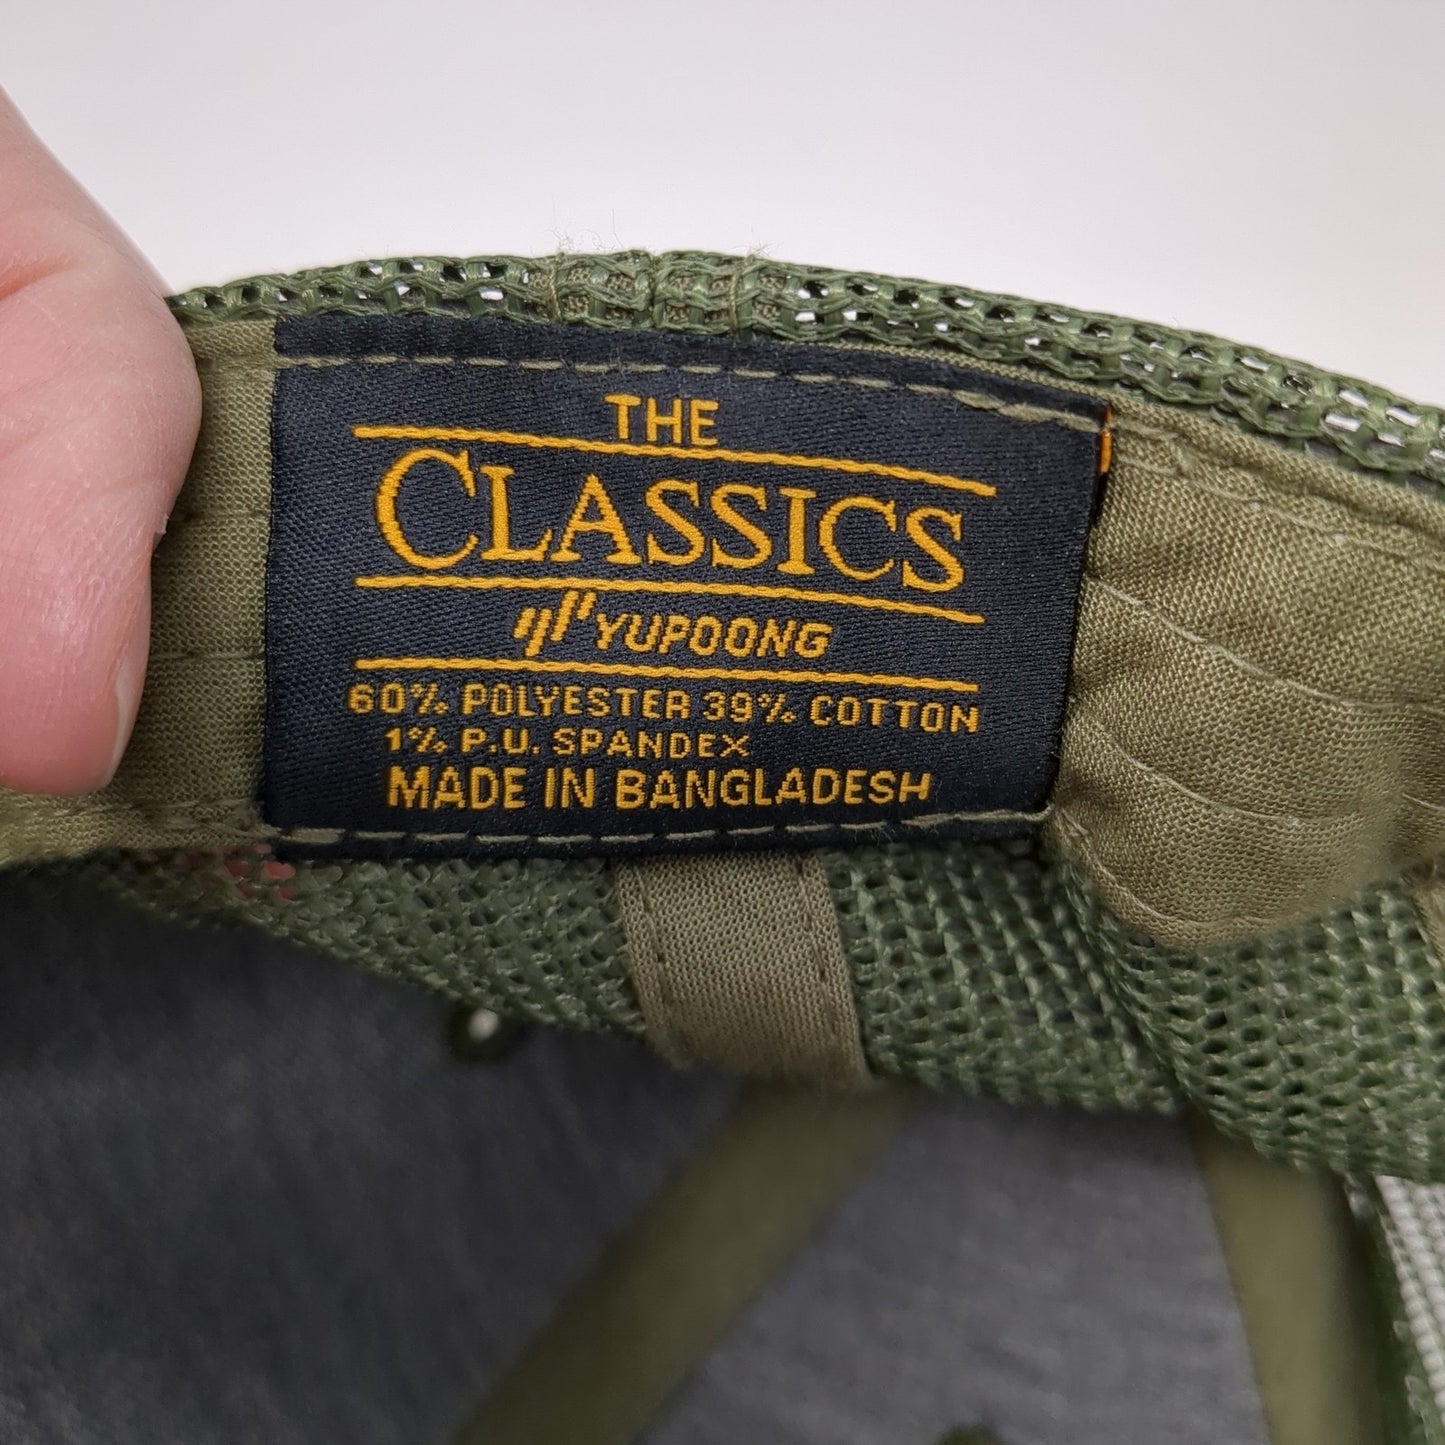 THE
CLASSICS
YUPOONG
60% POLYESTER 39% COTTON
1% P.U. SPANDEX
MADE IN BANGLADESH